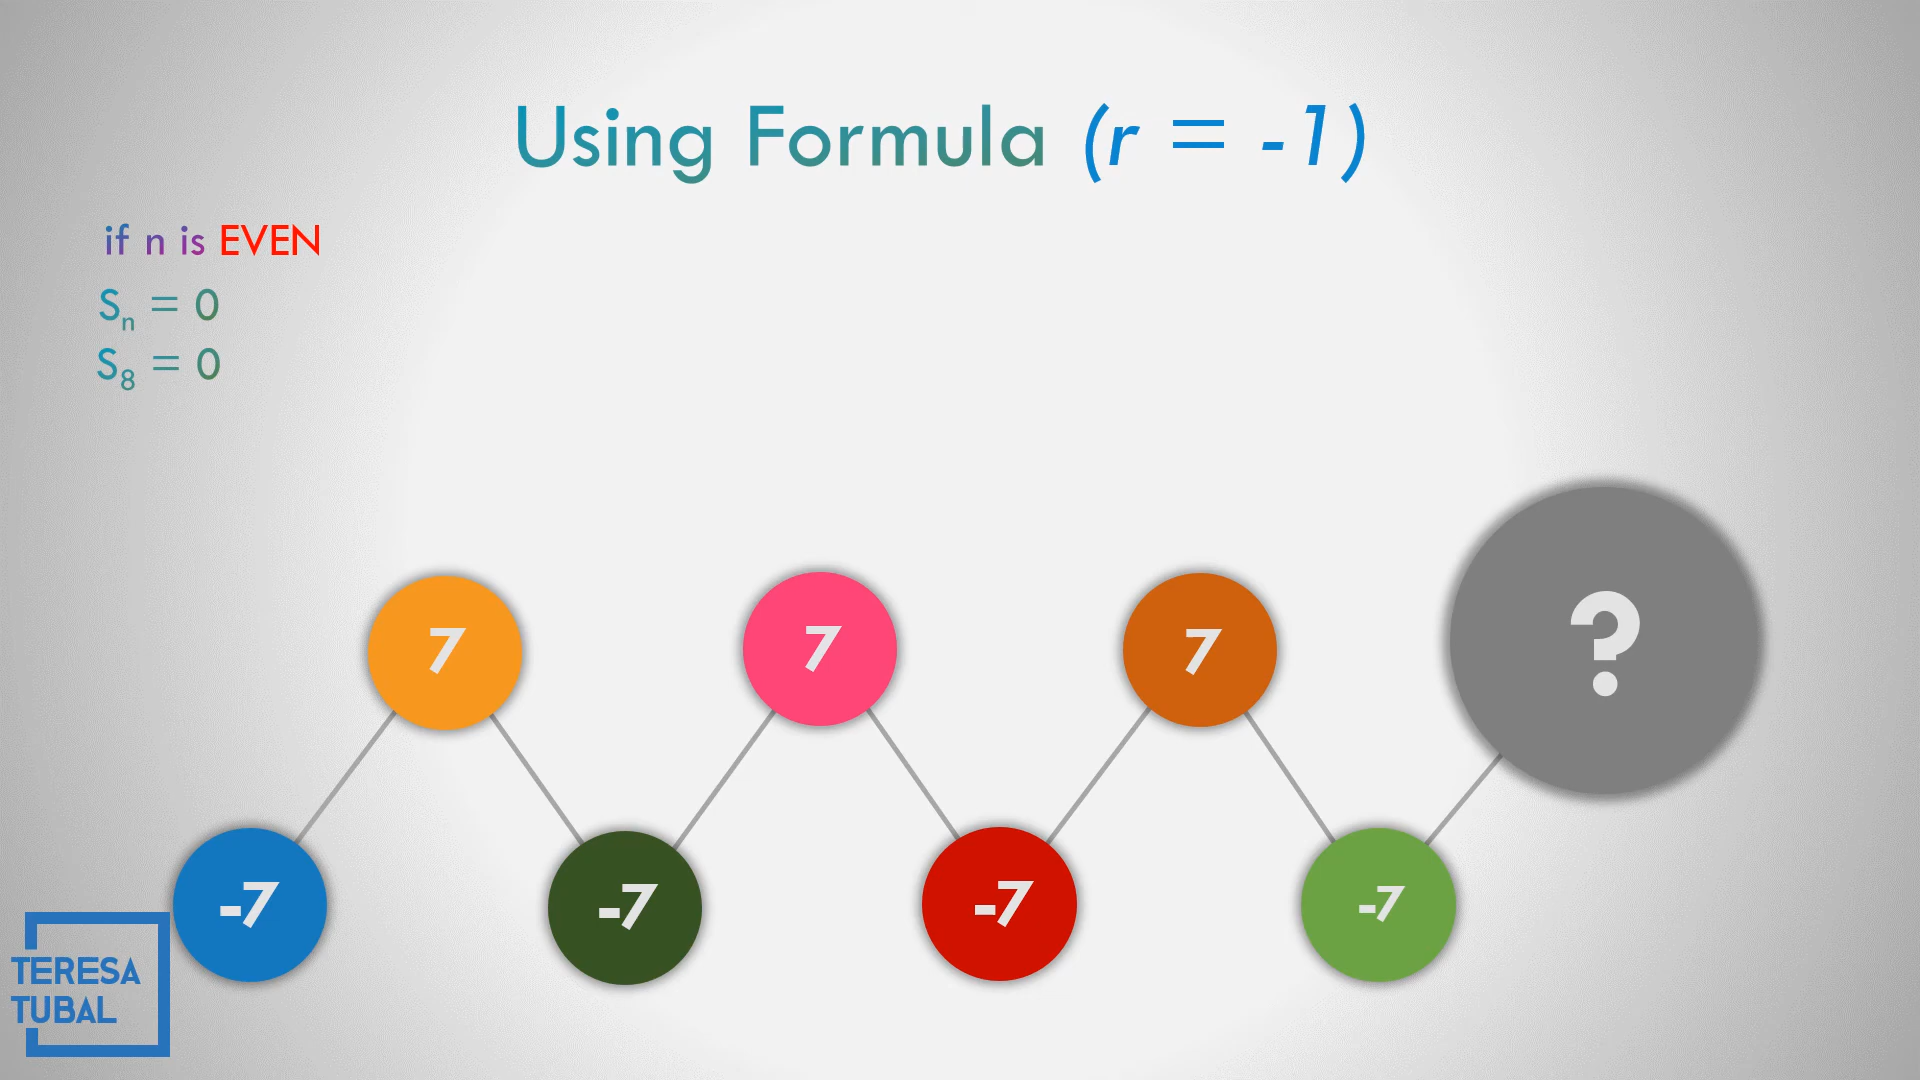 Using Formula (r = -1)
if n is EVEN
Sn = 0
S8 = 0
7 7 7 ?
-7 -7 -7 -7
TERESA
TUBAL